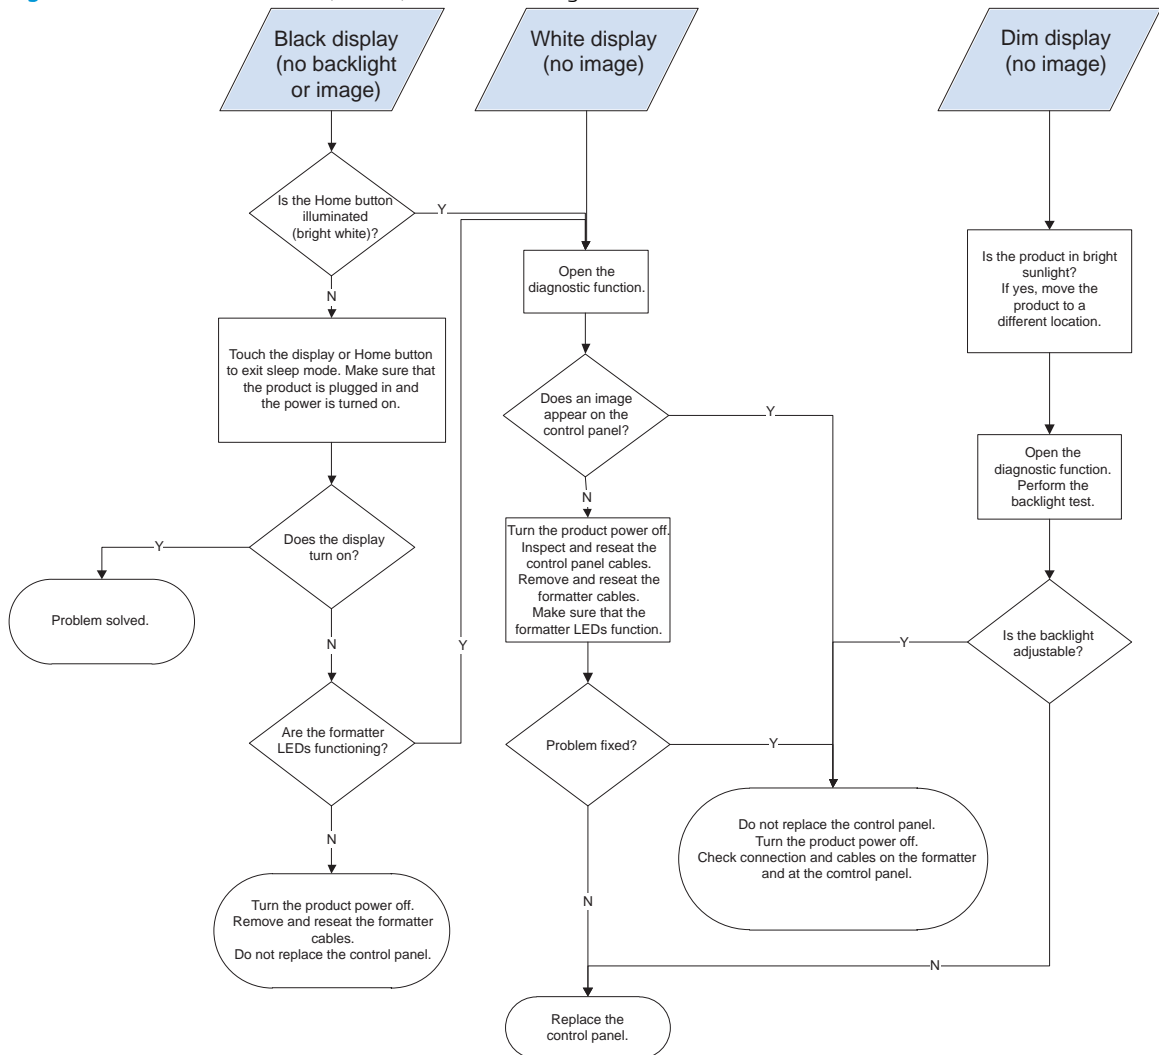 Black display
(no backlight
or image)
White display
(no image)
Dim display
(no image)
Is the Home button
illuminated
(bright white)?
Y
N
Touch the display or Home button
to exit sleep mode. Make sure that
the product is plugged in and
the power is turned on.
Does the display
turn on?
Y
Problem solved.
N
Are the formatter
LEDs functioning?
Y
N
Turn the product power off.
Remove and reseat the formatter
cables.
Do not replace the control panel.
Open the
diagnostic function.
Does an image
appear on the
control panel?
Y
N
Turn the product power off.
Inspect and reseat the
control panel cables.
Remove and reseat the
formatter cables.
Make sure that the
formatter LEDs function.
Problem fixed?
Y
N
Do not replace the control panel.
Turn the product power off.
Check connection and cables on the formatter
and at the comtrol panel.
Replace the
control panel.
Is the product in bright
sunlight?
If yes, move the
product to a
different location.
Open the
diagnostic function.
Perform the
backlight test.
Is the backlight
adjustable?
Y
N